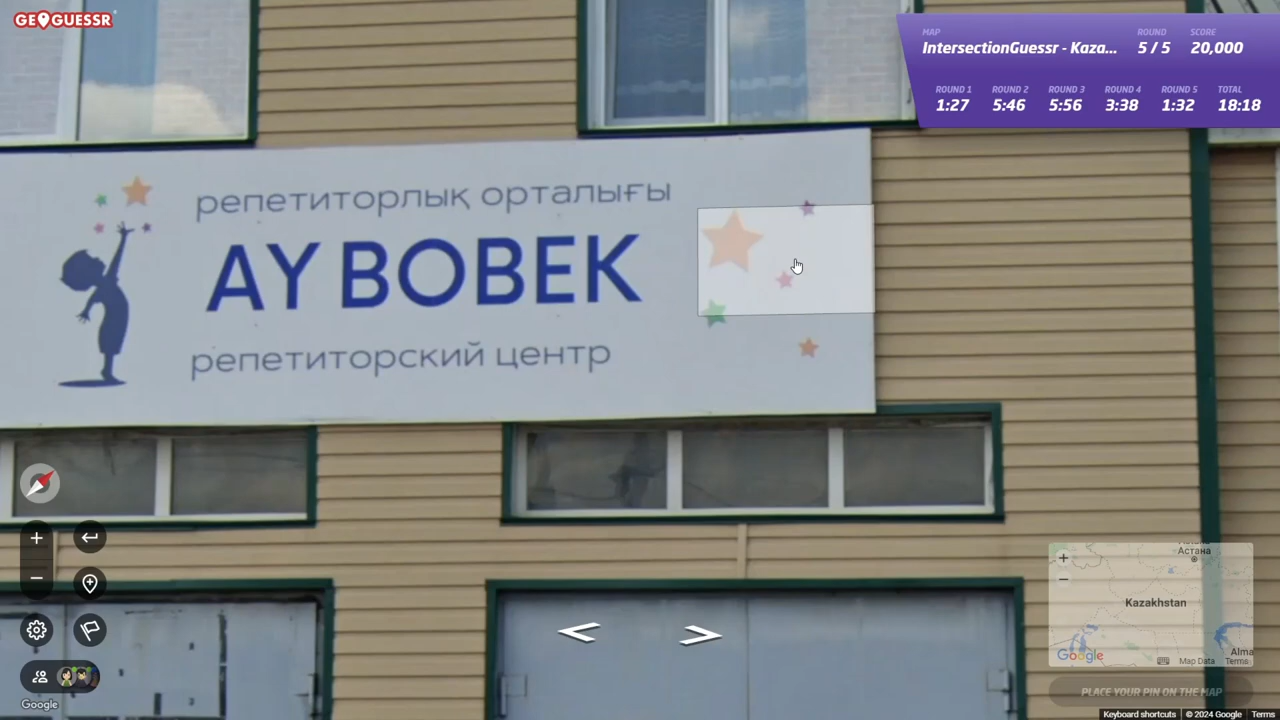 GEOGUESSR
MAP
IntersectionGuessr - Kaza...
ROUND
5 / 5
SCORE
20,000
ROUND 1
1:27
ROUND 2
5:46
ROUND 3
5:56
ROUND 4
3:38
ROUND 5
1:32
TOTAL
18:18
репетиторлық орталығы
AY BOBEK
репетиторский центр
Астана
Kazakhstan
Alma
Google
Map Data
Terms
PLACE YOUR PIN ON THE MAP
Google
Keyboard shortcuts
© 2024 Google
Terms